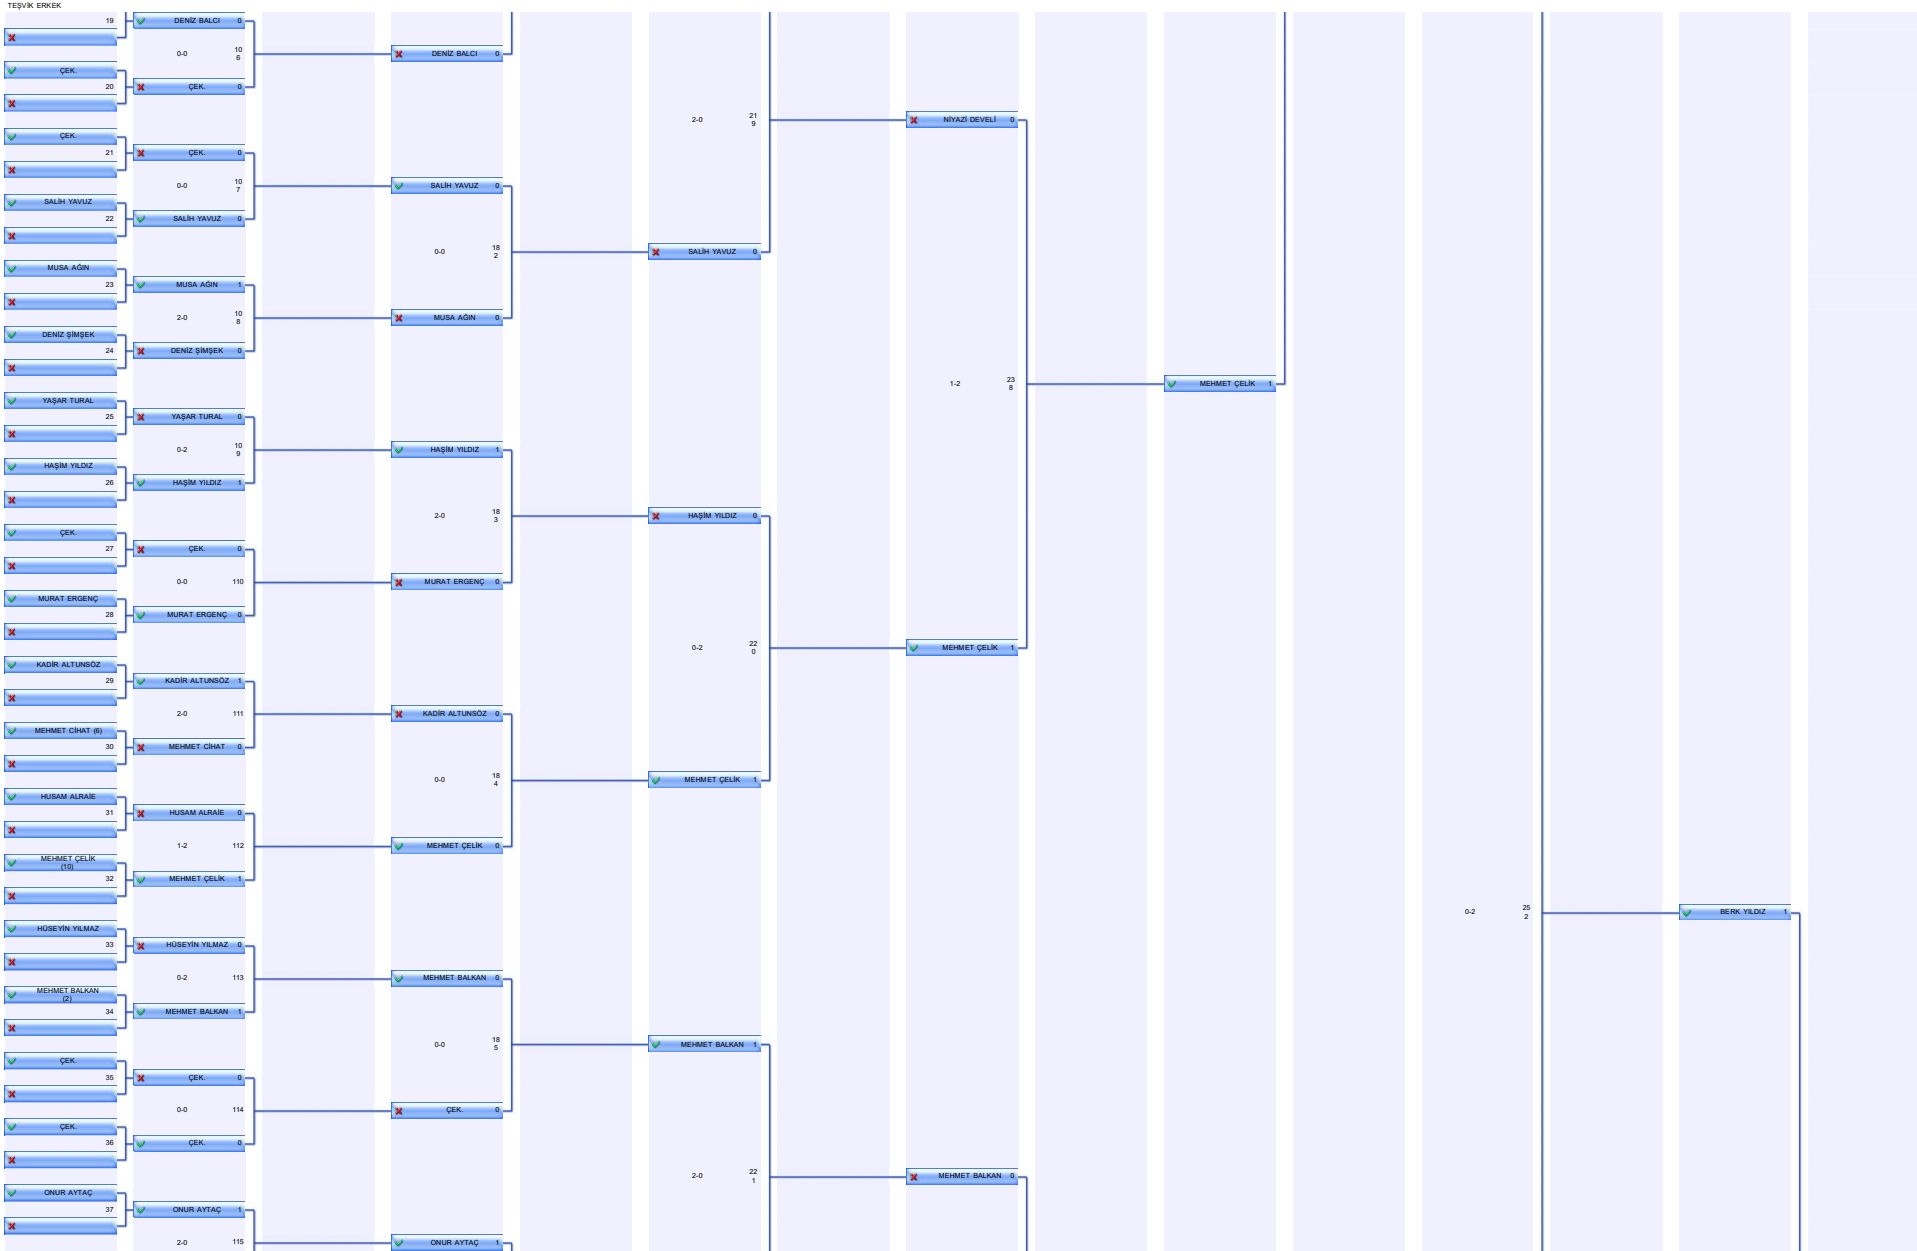 TEŞVİK ERKEK
19
DENİZ BALCI 0
0-0
10
6
DENİZ BALCI 0
ÇEK.
20
ÇEK. 0
2-0
21
9
NİYAZİ DEVELİ 0
ÇEK.
21
ÇEK. 0
0-0
10
7
SALİH YAVUZ 0
SALİH YAVUZ
22
SALİH YAVUZ 0
0-0
18
2
SALİH YAVUZ 0
MUSA AĞIN
23
MUSA AĞIN 1
2-0
10
8
MUSA AĞIN 0
DENİZ ŞİMŞEK
24
DENİZ ŞİMŞEK 0
1-2
23
8
MEHMET ÇELİK 1
YAŞAR TURAL
25
YAŞAR TURAL 0
0-2
10
9
HAŞİM YILDIZ 1
HAŞİM YILDIZ
26
HAŞİM YILDIZ 1
2-0
18
3
HAŞİM YILDIZ 0
ÇEK.
27
ÇEK. 0
0-0
110
MURAT ERGENÇ 0
MURAT ERGENÇ
28
MURAT ERGENÇ 0
0-2
22
0
MEHMET ÇELİK 1
KADİR ALTUNSÖZ
29
KADİR ALTUNSÖZ 1
2-0
111
KADİR ALTUNSÖZ 0
MEHMET CİHAT (6)
30
MEHMET CİHAT 0
0-0
18
4
MEHMET ÇELİK 1
HUSAM ALRAİE
31
HUSAM ALRAİE 0
1-2
112
MEHMET ÇELİK 0
MEHMET ÇELİK
(10)
32
MEHMET ÇELİK 1
0-2
25
2
BERK YILDIZ 1
HÜSEYİN YILMAZ
33
HÜSEYİN YILMAZ 0
0-2
113
MEHMET BALKAN 0
MEHMET BALKAN
(2)
34
MEHMET BALKAN 1
0-0
18
5
MEHMET BALKAN 1
ÇEK.
35
ÇEK. 0
0-0
114
ÇEK. 0
ÇEK.
36
ÇEK. 0
2-0
22
1
MEHMET BALKAN 0
ONUR AYTAÇ
37
ONUR AYTAÇ 1
2-0
115
ONUR AYTAÇ 1